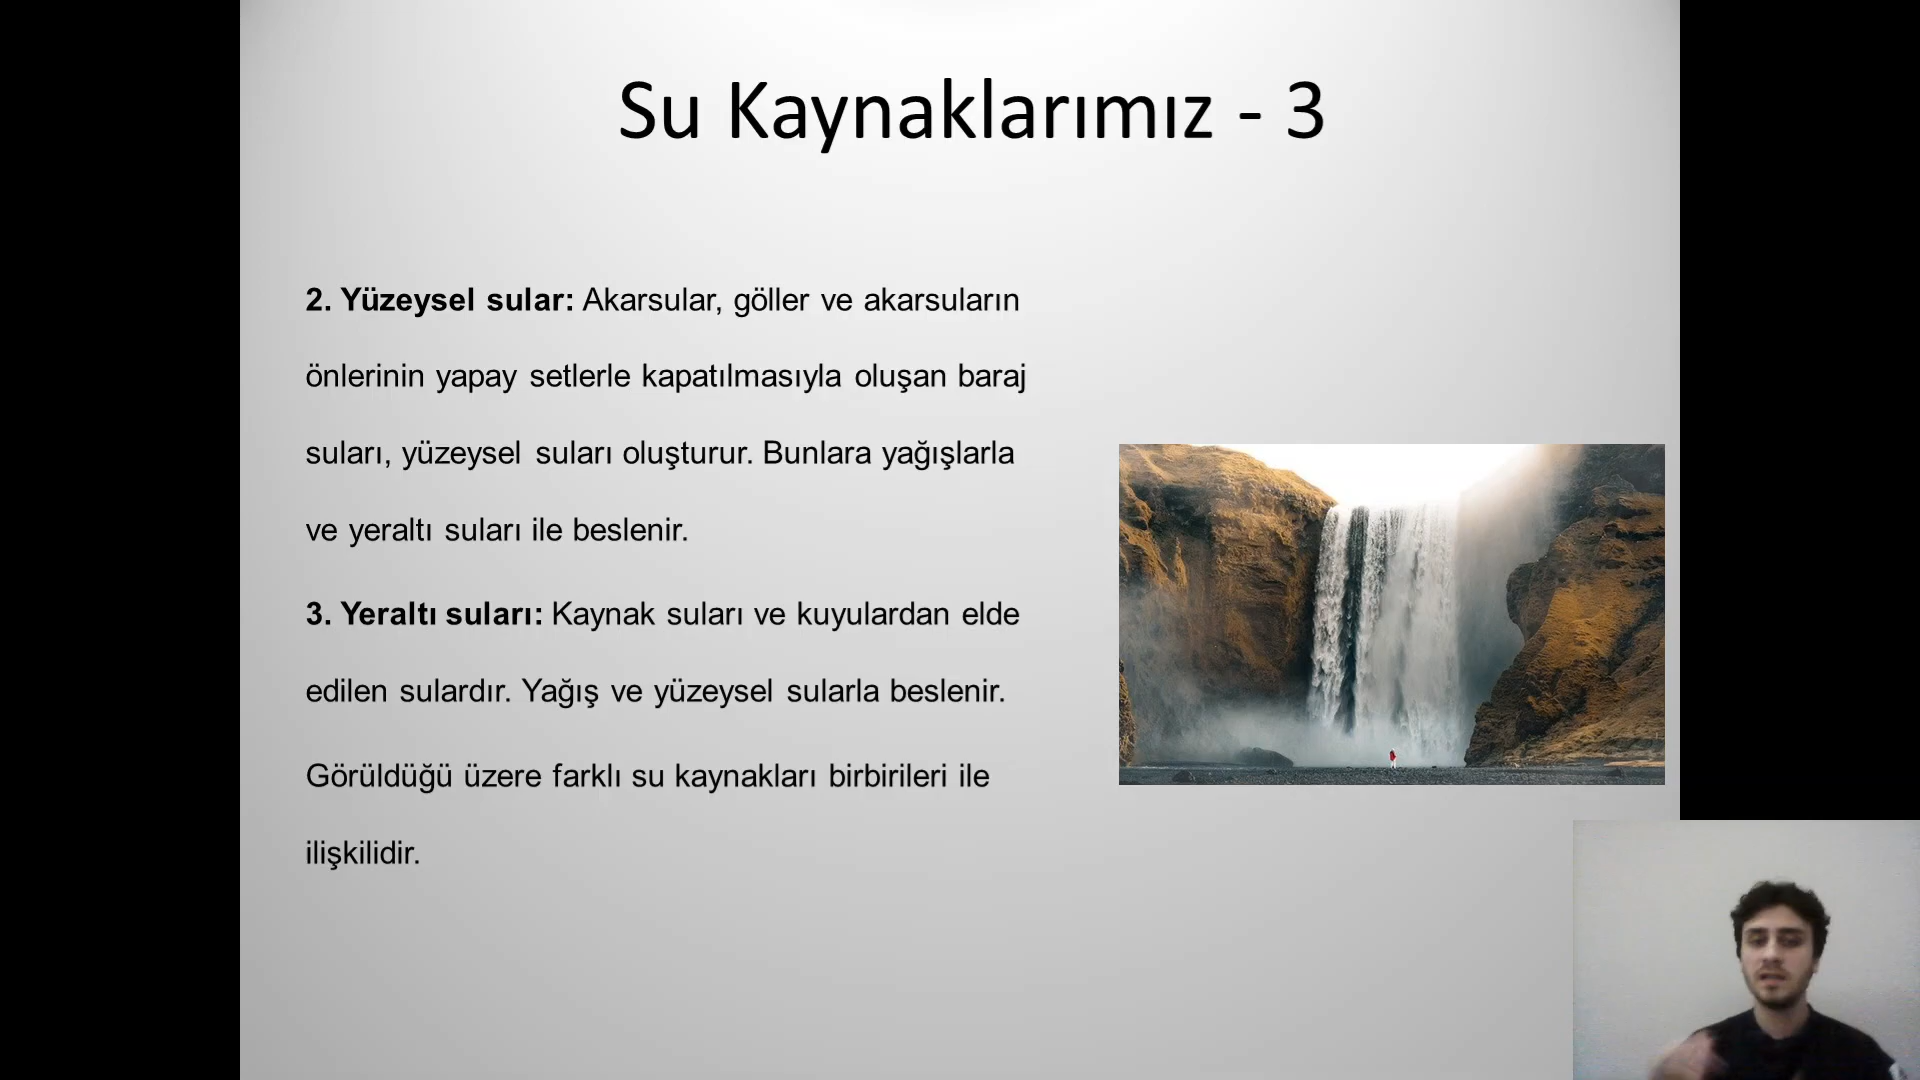 Su Kaynaklarımız - 3
2. Yüzeysel sular: Akarsular, göller ve akarsuların
önlerinin yapay setlerle kapatılmasıyla oluşan baraj
suları, yüzeysel suları oluşturur. Bunlara yağışlarla
ve yeraltı suları ile beslenir.
3. Yeraltı suları: Kaynak suları ve kuyulardan elde
edilen sulardır. Yağış ve yüzeysel sularla beslenir.
Görüldüğü üzere farklı su kaynakları birbirileri ile
ilişkilidir.